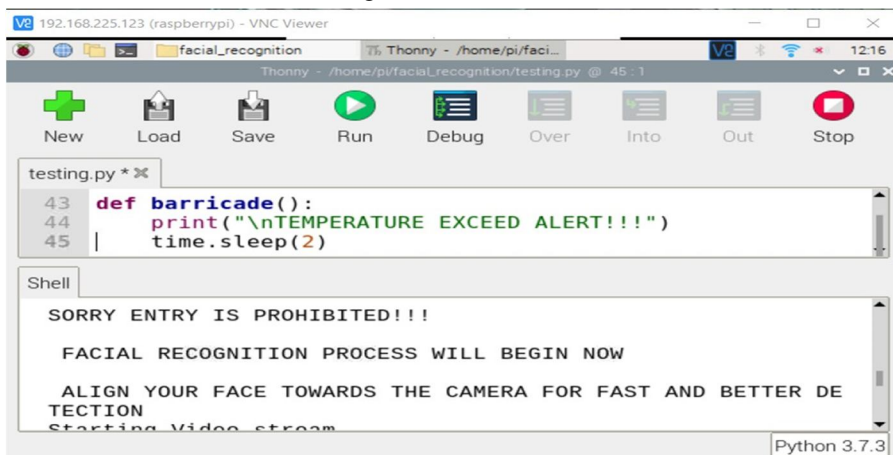 192.168.225.123 (raspberrypi) - VNC Viewer
facial_recognition Thonny - /home/pi/faci... 12:16
Thonny - /home/pi/facial_recognition/testing.py @ 45 : 1
New Load Save Run Debug Over Into Out Stop
testing.py *
43 def barricade():
44 print("\nTEMPERATURE EXCEED ALERT!!!")
45 time.sleep(2)
Shell
SORRY ENTRY IS PROHIBITED!!!
FACIAL RECOGNITION PROCESS WILL BEGIN NOW
ALIGN YOUR FACE TOWARDS THE CAMERA FOR FAST AND BETTER DE
TECTION
Starting Video stream
Python 3.7.3